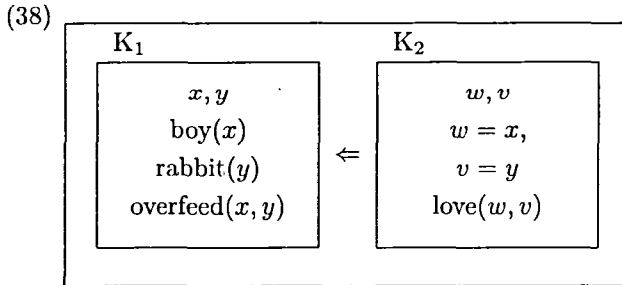 (38)
K₁ K₂
x, y w, v
boy(x) w = x,
rabbit(y) ⇐ v = y
overfeed(x, y) love(w, v)